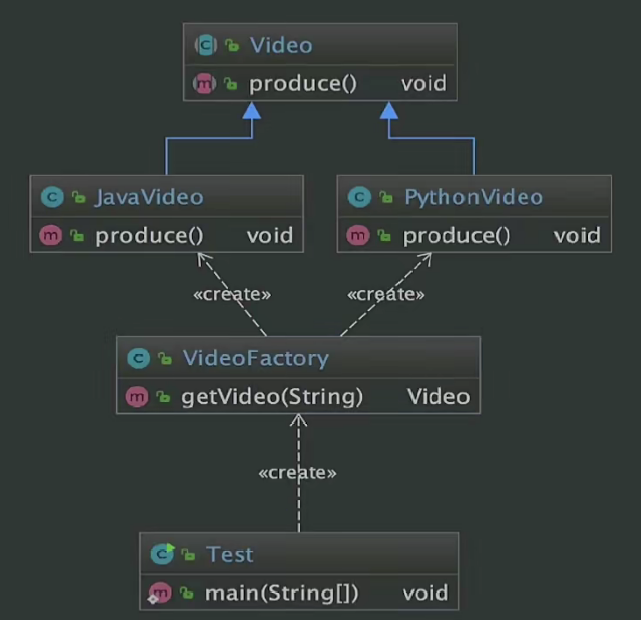 Video
produce() void
JavaVideo
produce() void
PythonVideo
produce() void
«create»
«create»
VideoFactory
getVideo(String) Video
«create»
Test
main(String[]) void